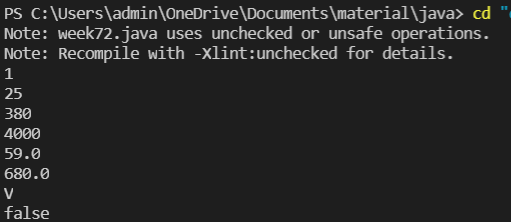 PS C:\Users\admin\OneDrive\Documents\material\java> cd "
Note: week72.java uses unchecked or unsafe operations.
Note: Recompile with -Xlint:unchecked for details.
1
25
380
4000
59.0
680.0
V
false